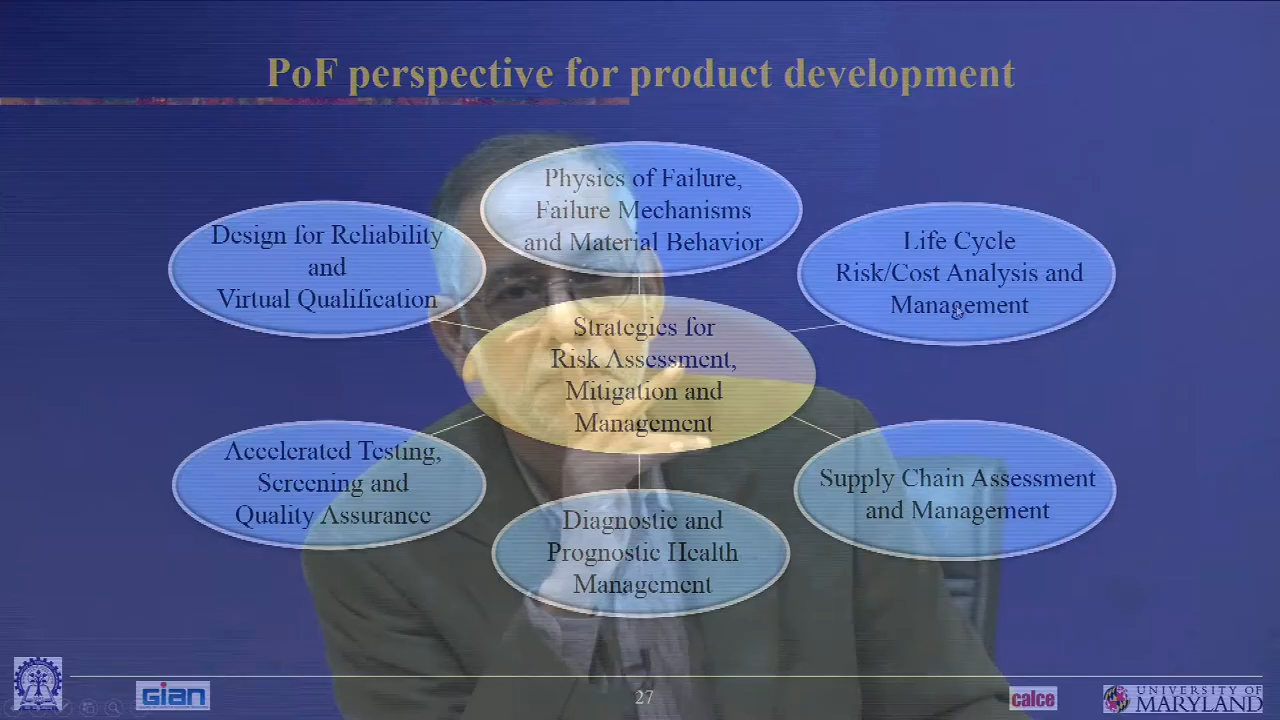 PoF perspective for product development
Physics of Failure,
Failure Mechanisms
and Material Behavior
Design for Reliability
and
Virtual Qualification
Life Cycle
Risk/Cost Analysis and
Management
Strategies for
Risk Assessment,
Mitigation and
Management
Accelerated Testing,
Screening and
Quality Assurance
Supply Chain Assessment
and Management
Diagnostic and
Prognostic Health
Management
gian
27
calce
UNIVERSITY OF
MARYLAND